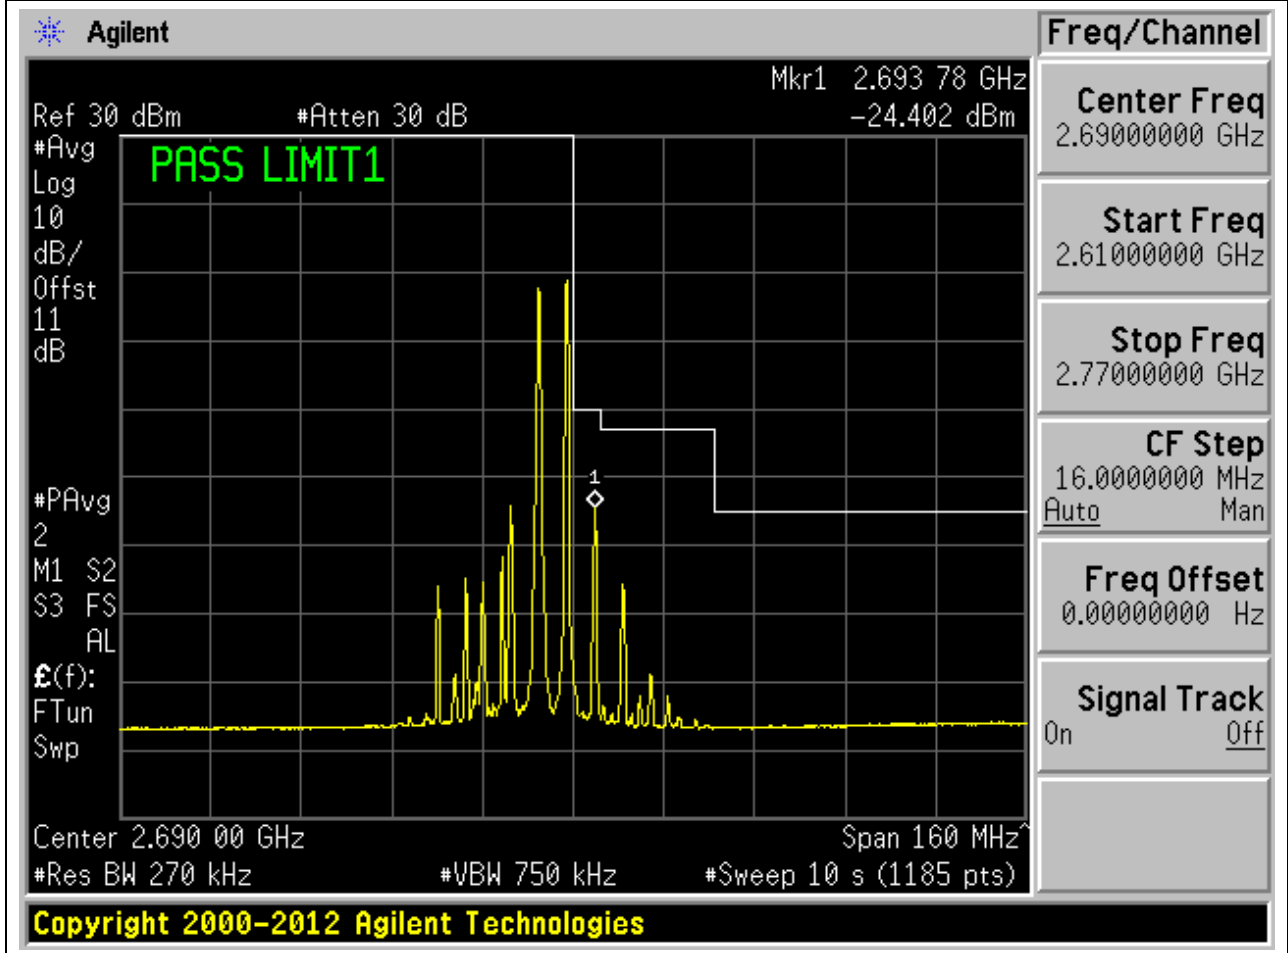 Agilent
Freq/Channel
Mkr1 2.693 78 GHz
Ref 30 dBm #Atten 30 dB −24.402 dBm
#Avg
Log
10
dB/
Offst
11
dB
PASS LIMIT1
1
#PAvg
2
M1 S2
S3 FS
AL
£(f):
FTun
Swp
Center 2.690 00 GHz Span 160 MHz^
#Res BW 270 kHz #VBW 750 kHz #Sweep 10 s (1185 pts)
Center Freq
2.69000000 GHz
Start Freq
2.61000000 GHz
Stop Freq
2.77000000 GHz
CF Step
16.0000000 MHz
Auto Man
Freq Offset
0.00000000 Hz
Signal Track
On Off
Copyright 2000–2012 Agilent Technologies